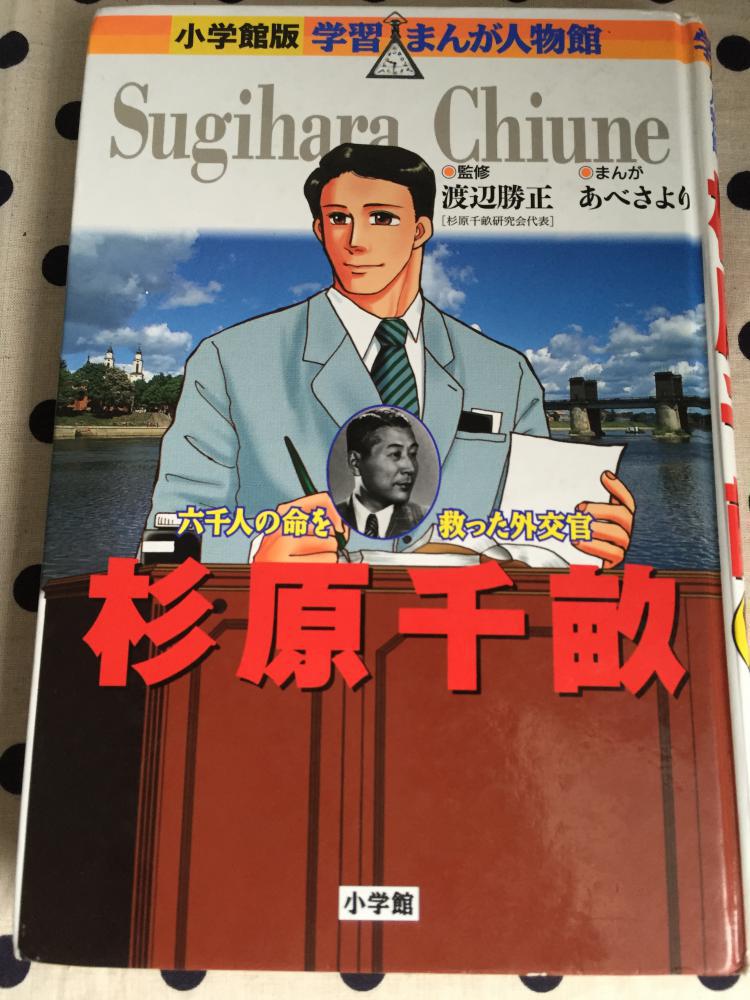 小学館版 学習まんが人物館
Sugihara Chiune
監修
渡辺勝正
[杉原千畝研究会代表]
まんが
あべさより
六千人の命を 救った外交官
杉原千畝
小学館